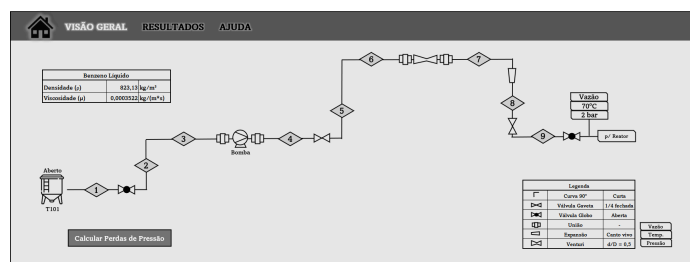 VISÃO GERAL RESULTADOS AJUDA
Benzeno Líquido
Densidade (ρ) 823,13 kg/m³
Viscosidade (μ) 0,0003522 kg/(m*s)
6
7
8
5
Vazão
70°C
2 bar
3
Bomba
4
9
p/ Reator
2
Aberto
1
T101
Calcular Perdas de Pressão
Legenda
Curva 90° Curta
Válvula Gaveta 1/4 fechada
Válvula Globo Aberta
União -
Expansão Canto vivo
Venturi d/D = 0,5
Vazão
Temp.
Pressão